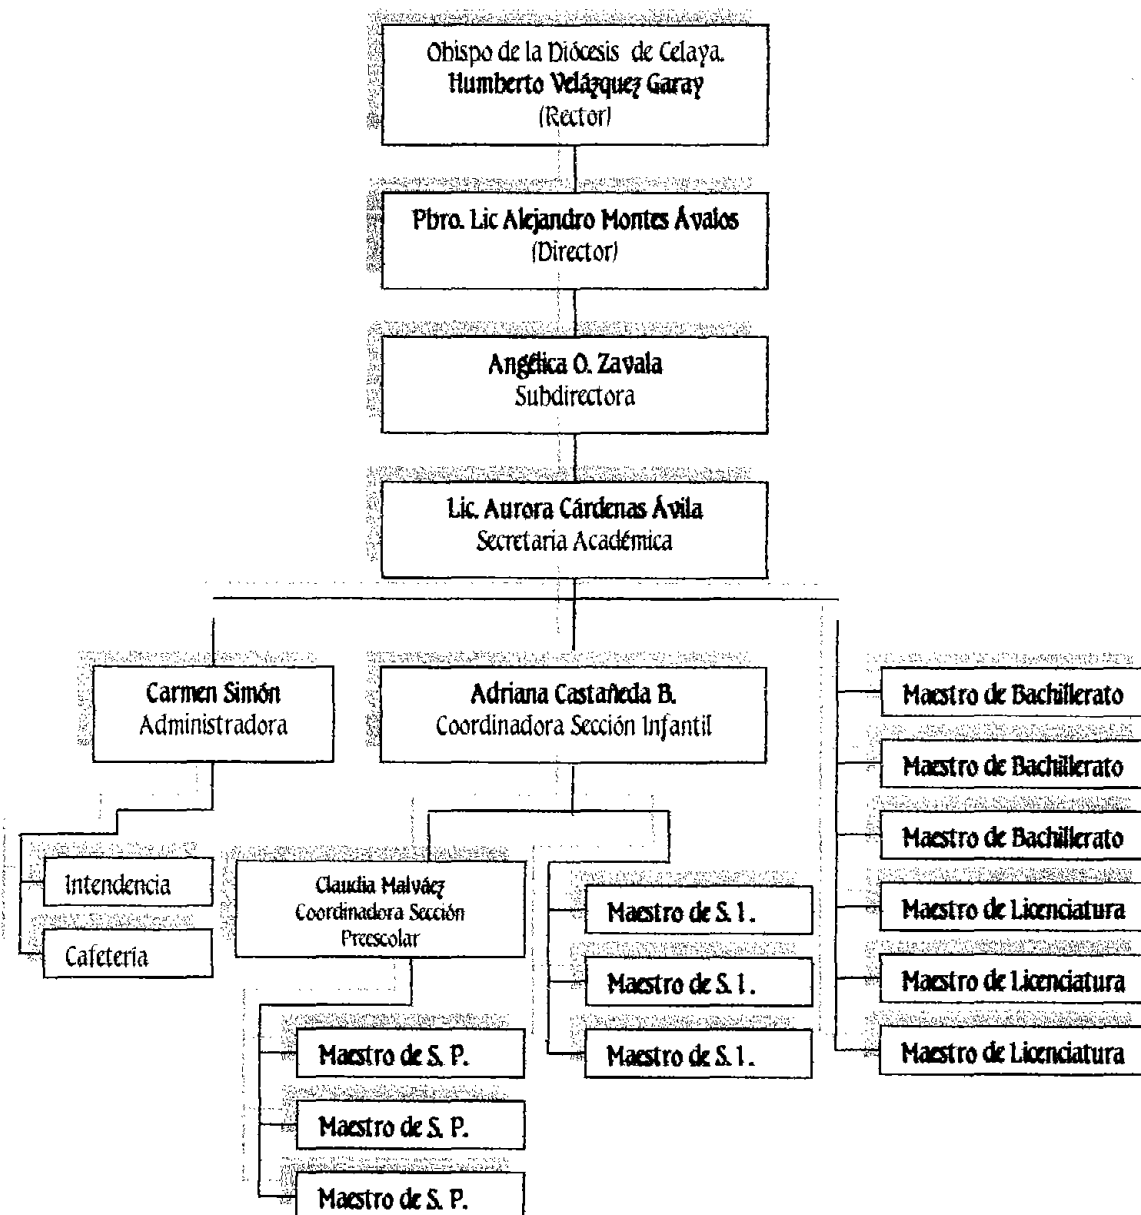 Obispo de la Diócesis de Celaya.
Humberto Velázquez Garay
(Rector)
Pbro. Lic Alejandro Montes Ávalos
(Director)
Angélica O. Zavala
Subdirectora
Lic. Aurora Cárdenas Ávila
Secretaria Académica
Carmen Simón
Administradora
Adriana Castañeda B.
Coordinadora Sección Infantil
Intendencia
Cafetería
Claudia Malváez
Coordinadora Sección
Preescolar
Maestro de S. P.
Maestro de S. P.
Maestro de S. P.
Maestro de S. I.
Maestro de S. I.
Maestro de S. I.
Maestro de Bachillerato
Maestro de Bachillerato
Maestro de Bachillerato
Maestro de Licenciatura
Maestro de Licenciatura
Maestro de Licenciatura